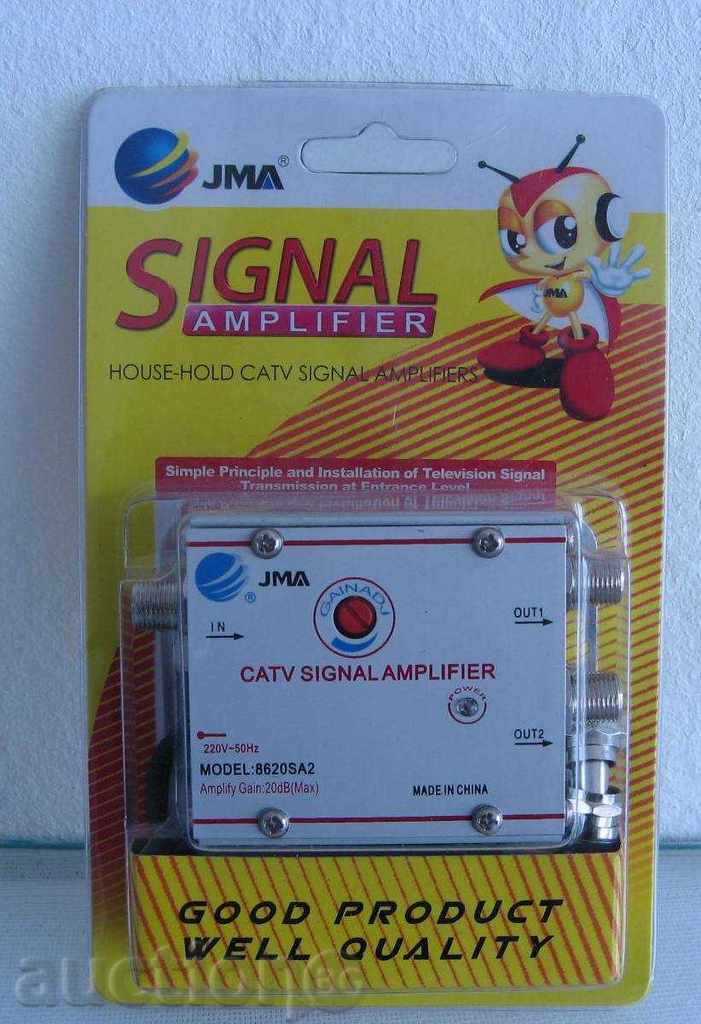 JMA®
SIGNAL
AMPLIFIER
JMA
HOUSE-HOLD CATV SIGNAL AMPLIFIERS
Simple Principle and Installation of Television Signal
Transmission at Entrance Level
JMA
®
GAINADJ
IN
OUT1
CATV SIGNAL AMPLIFIER
POWER
220V~50Hz
OUT2
MODEL:8620SA2
Amplify Gain:20dB(Max)
MADE IN CHINA
GOOD PRODUCT
WELL QUALITY
auction